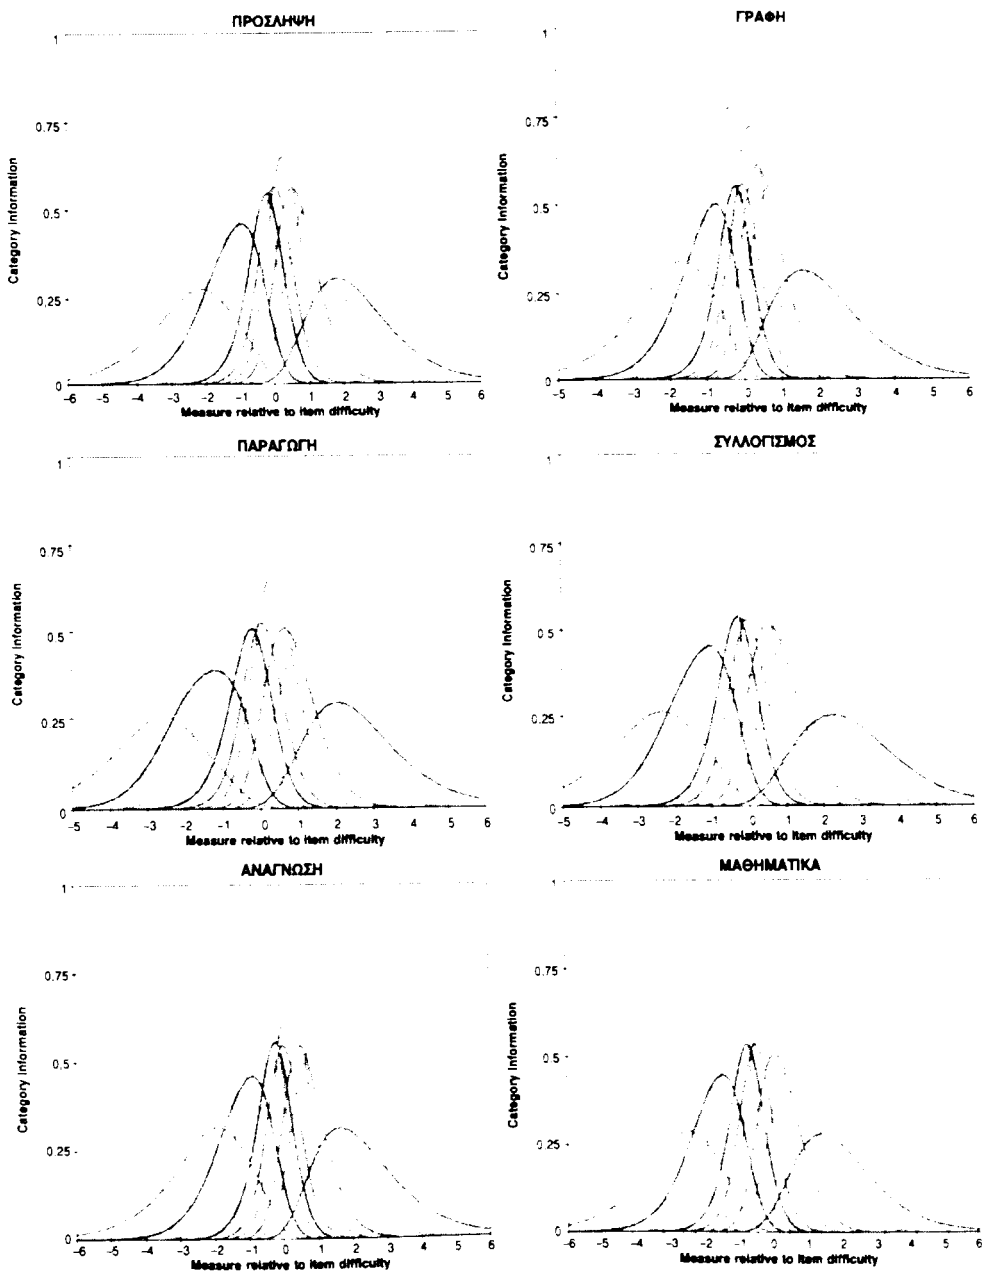 ΠΡΟΣΛΗΨΗ
1
0.75
0.5
0.25
0
Category Information
-6 -5 -4 -3 -2 -1 0 1 2 3 4 5 6
Measure relative to item difficulty
ΓΡΑΦΗ
1
0.75
0.5
0.25
0
Category Information
-5 -4 -3 -2 -1 0 1 2 3 4 5 6
Measure relative to item difficulty
ΠΑΡΑΓΩΓΗ
1
0.75
0.5
0.25
0
Category Information
-5 -4 -3 -2 -1 0 1 2 3 4 5 6
Measure relative to item difficulty
ΣΥΛΛΟΓΙΣΜΟΣ
1
0.75
0.5
0.25
0
Category Information
-5 -4 -3 -2 -1 0 1 2 3 4 5 6
Measure relative to item difficulty
ΑΝΑΓΝΩΣΗ
1
0.75
0.5
0.25
0
Category Information
-6 -5 -4 -3 -2 -1 0 1 2 3 4 5 6
Measure relative to item difficulty
ΜΑΘΗΜΑΤΙΚΑ
1
0.75
0.5
0.25
0
Category Information
-6 -5 -4 -3 -2 -1 0 1 2 3 4 5 6
Measure relative to item difficulty